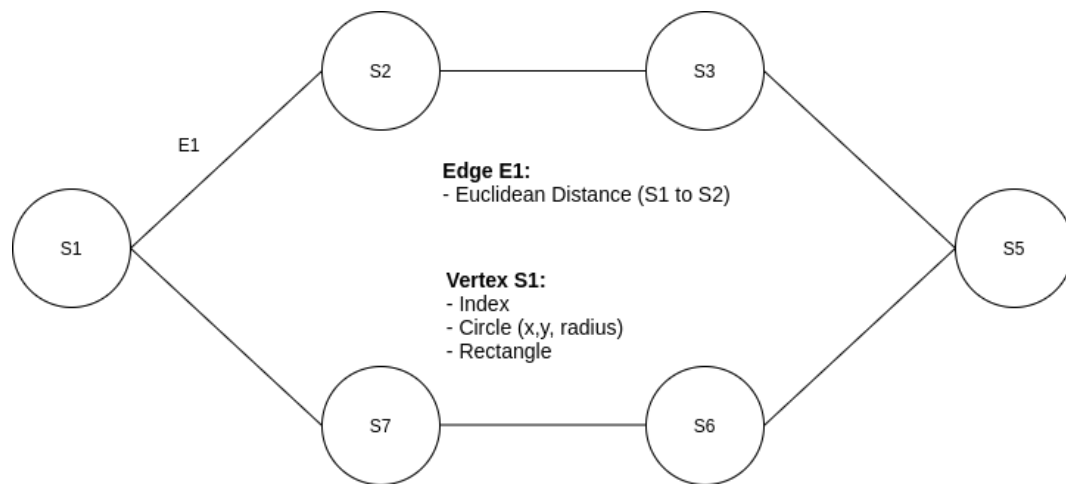 S2
S3
E1
Edge E1:
- Euclidean Distance (S1 to S2)
S1
S5
Vertex S1:
- Index
- Circle (x,y, radius)
- Rectangle
S7
S6